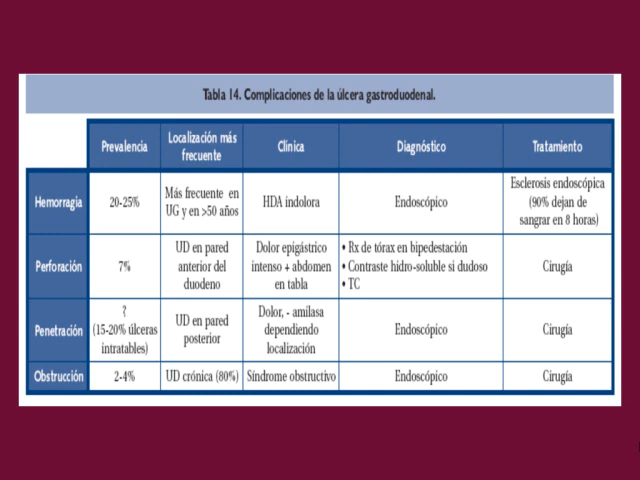 Tabla 14. Complicaciones de la úlcera gastroduodenal.
Prevalencia
Localización más
frecuente
Clínica
Diagnóstico
Tratamiento
Hemorragia
20-25%
Más frecuente en
UG y en >50 años
HDA indolora
Endoscópico
Esclerosis endoscópica
(90% dejan de
sangrar en 8 horas)
Perforación
7%
UD en pared
anterior del
duodeno
Dolor epigástrico
intenso + abdomen
en tabla
• Rx de tórax en bipedestación
• Contraste hidro-soluble si dudoso
• TC
Cirugía
Penetración
?
(15-20% úlceras
intratables)
UD en pared
posterior
Dolor, - amilasa
dependiendo
localización
Endoscópico
Cirugía
Obstrucción
2-4%
UD crónica (80%)
Síndrome obstructivo
Endoscópico
Cirugía